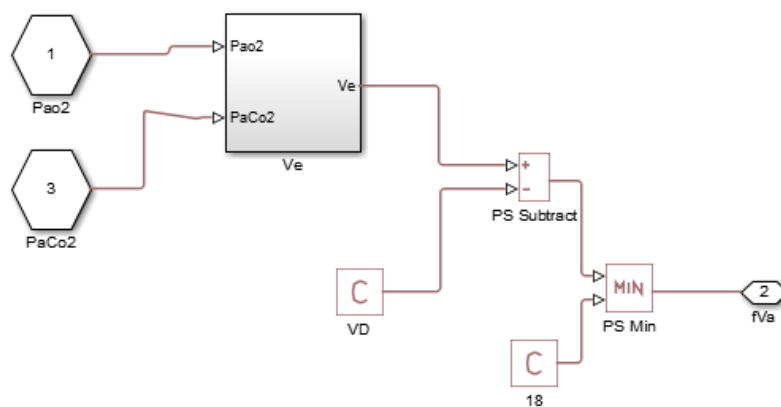 1
Pao2
3
PaCo2
Pao2
PaCo2
Ve
Ve
+
−
PS Subtract
C
VD
C
18
MIN
PS Min
2
fVa